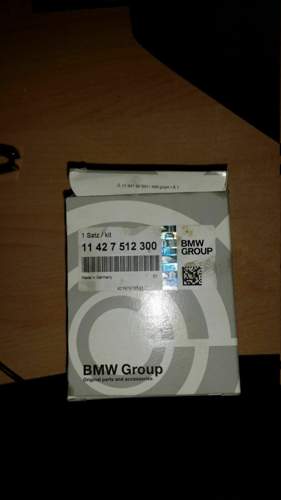 1 Satz / kit
11 42 7 512 300
BMW
GROUP
Made in Germany
BMW Group
Original parts and accessories